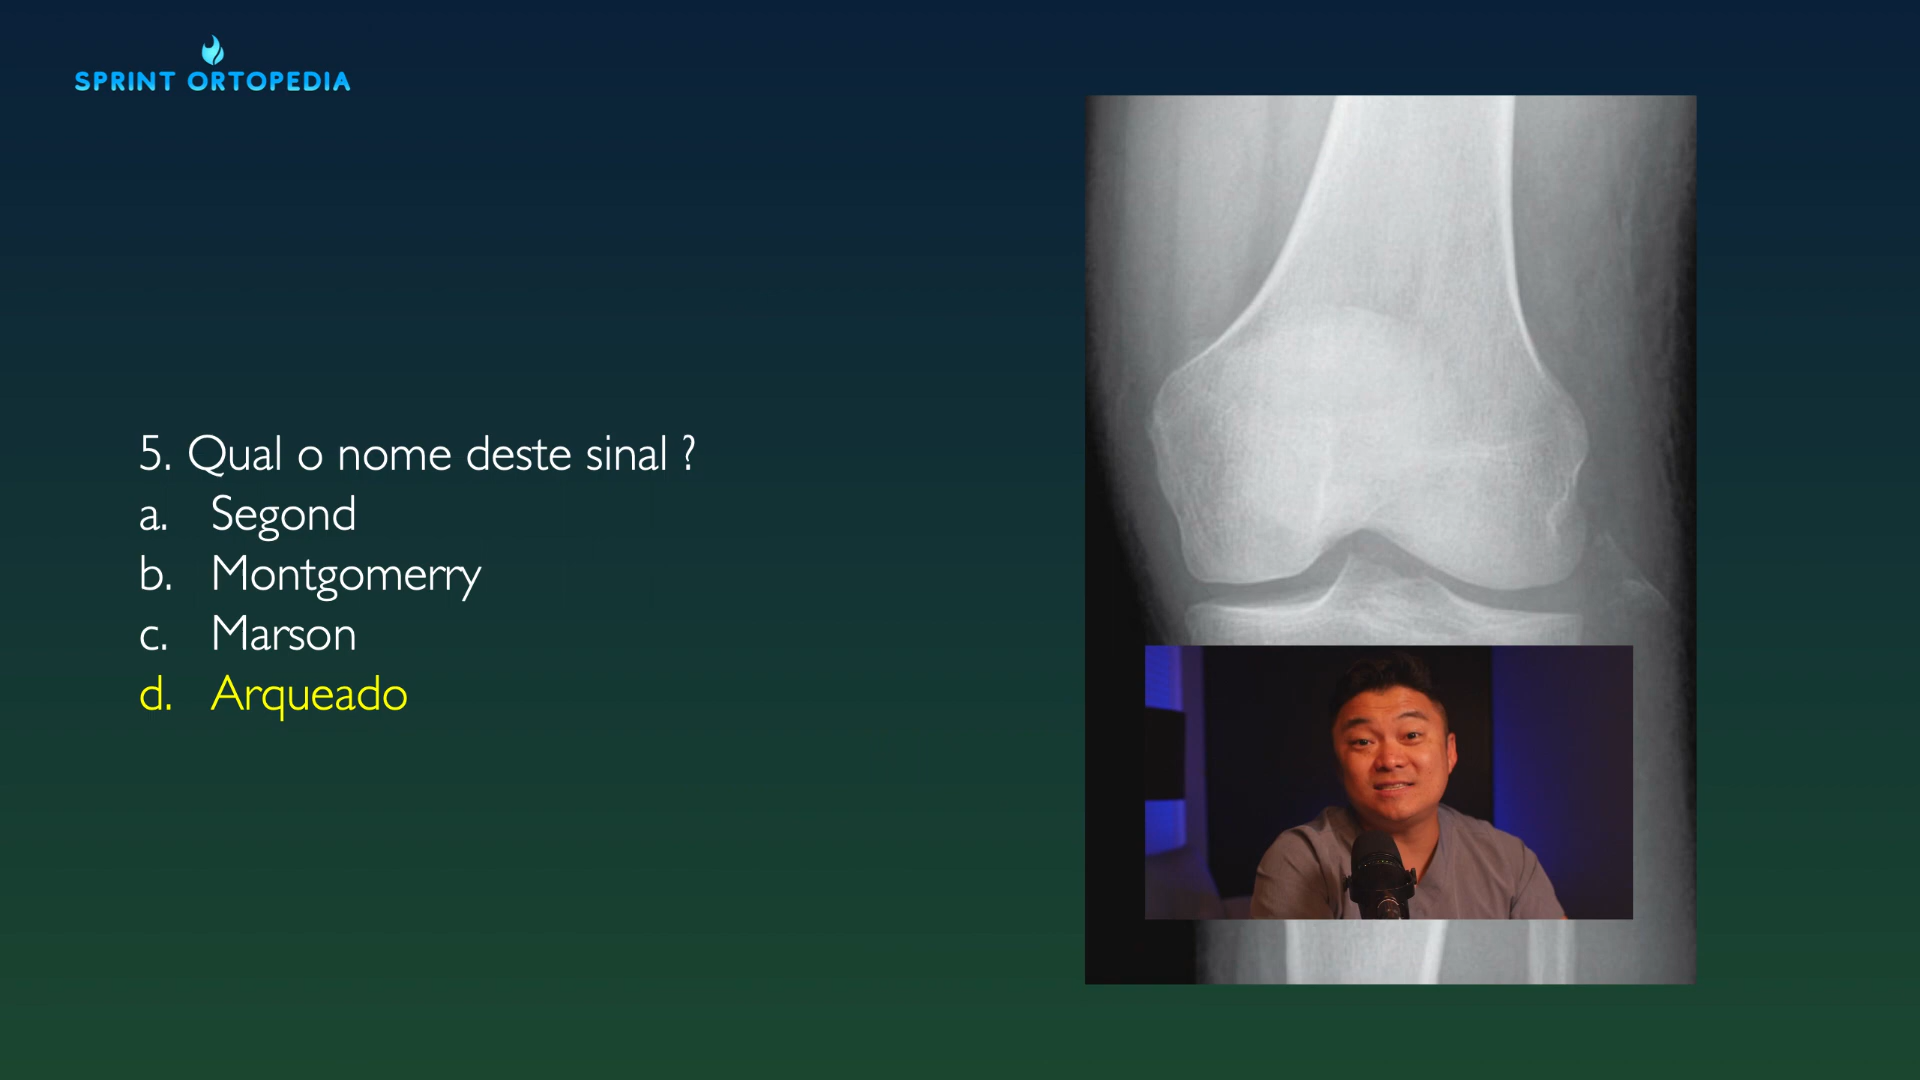 SPRINT ORTOPEDIA
5. Qual o nome deste sinal ?
a. Segond
b. Montgomerry
c. Marson
d. Arqueado